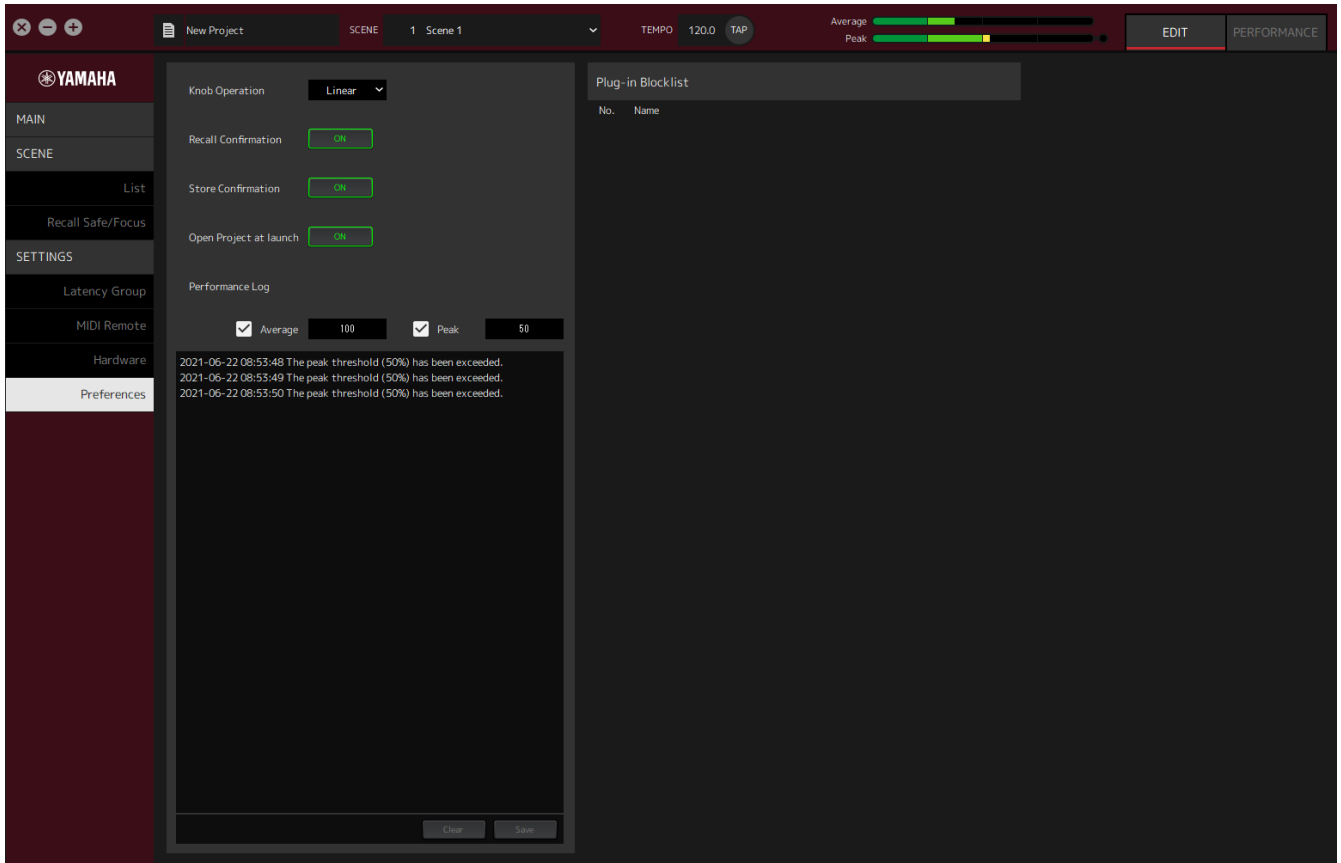 New Project SCENE 1 Scene 1 TEMPO 120.0 TAP Average Peak EDIT PERFORMANCE
YAMAHA
MAIN
SCENE
List
Recall Safe/Focus
SETTINGS
Latency Group
MIDI Remote
Hardware
Preferences
Knob Operation Linear
Recall Confirmation ON
Store Confirmation ON
Open Project at launch ON
Performance Log
Average 100 Peak 50
2021-06-22 08:53:48 The peak threshold (50%) has been exceeded.
2021-06-22 08:53:49 The peak threshold (50%) has been exceeded.
2021-06-22 08:53:50 The peak threshold (50%) has been exceeded.
Clear Save
Plug-in Blocklist
No. Name